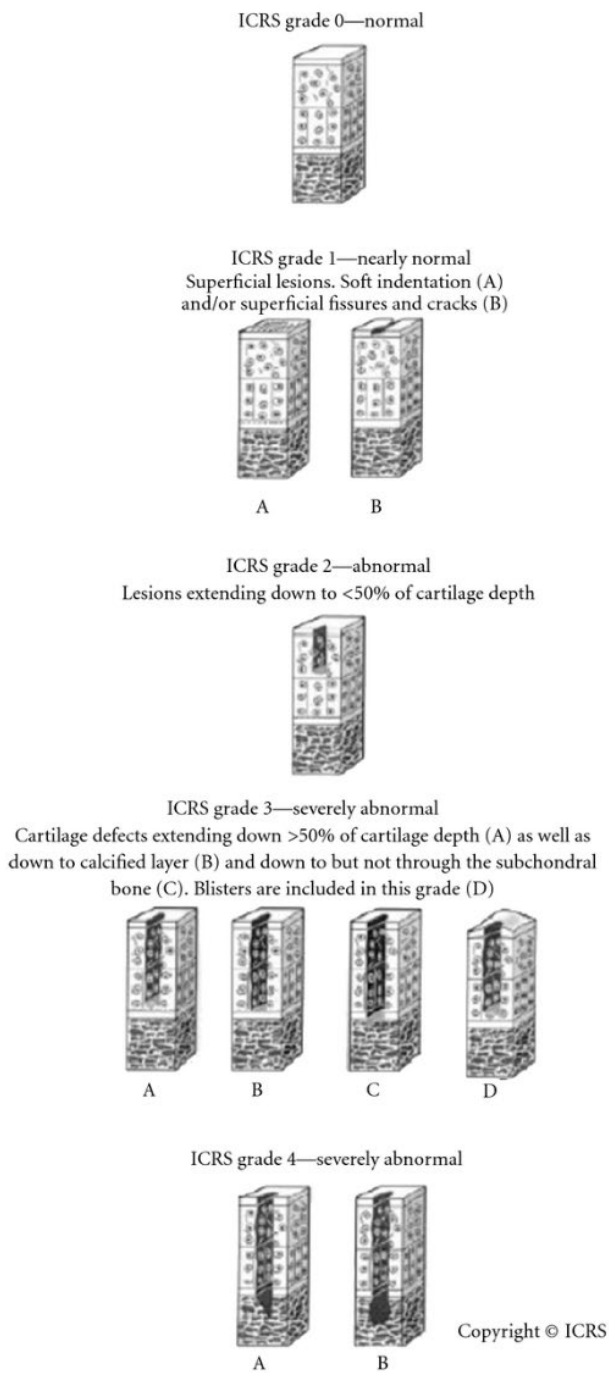 ICRS grade 0—normal
ICRS grade 1—nearly normal
Superficial lesions. Soft indentation (A)
and/or superficial fissures and cracks (B)
A B
ICRS grade 2—abnormal
Lesions extending down to <50% of cartilage depth
ICRS grade 3—severely abnormal
Cartilage defects extending down >50% of cartilage depth (A) as well as
down to calcified layer (B) and down to but not through the subchondral
bone (C). Blisters are included in this grade (D)
A B C D
ICRS grade 4—severely abnormal
Copyright © ICRS
A B